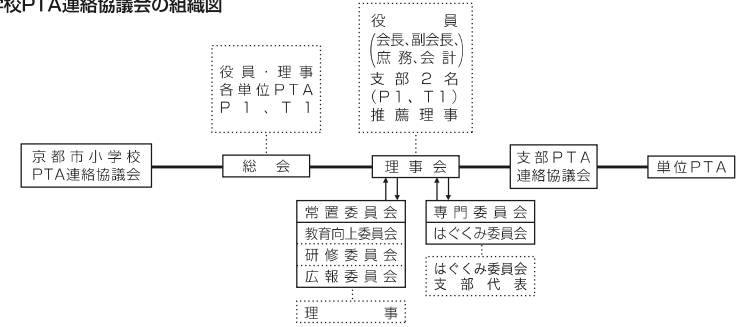 学校PTA連絡協議会の組織図
役員・理事
各単位PTA
P1、T1
役員
(会長、副会長、
庶務、会計)
支部2名
(P1、T1)
推薦理事
京都市小学校
PTA連絡協議会
総会
理事会
支部PTA
連絡協議会
単位PTA
常置委員会
教育向上委員会
研修委員会
広報委員会
理事
専門委員会
はぐくみ委員会
はぐくみ委員会
支部代表